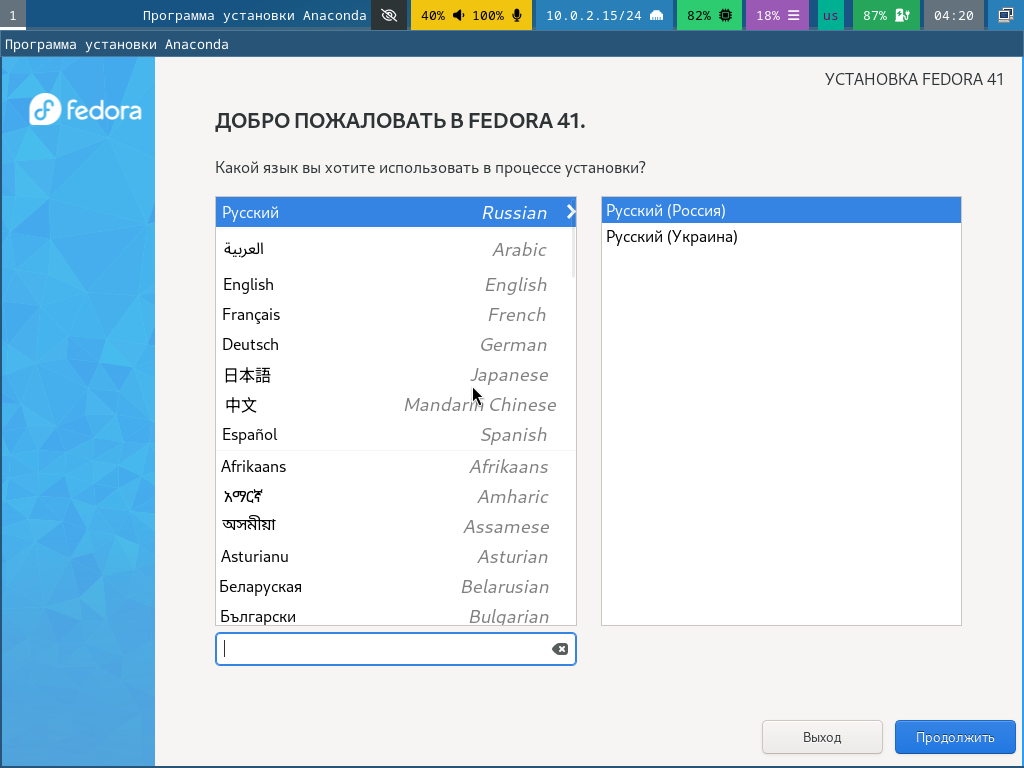 1 Программа установки Anaconda 40% 100% 10.0.2.15/24 82% 18% us 87% 04:20
Программа установки Anaconda
fedora
УСТАНОВКА FEDORA 41
ДОБРО ПОЖАЛОВАТЬ В FEDORA 41.
Какой язык вы хотите использовать в процессе установки?
Русский Russian
العربية Arabic
English English
Français French
Deutsch German
日本語 Japanese
中文 Mandarin Chinese
Español Spanish
Afrikaans Afrikaans
አማርኛ Amharic
অসমীয়া Assamese
Asturianu Asturian
Беларуская Belarusian
Български Bulgarian
Русский (Россия)
Русский (Украина)
Выход
Продолжить